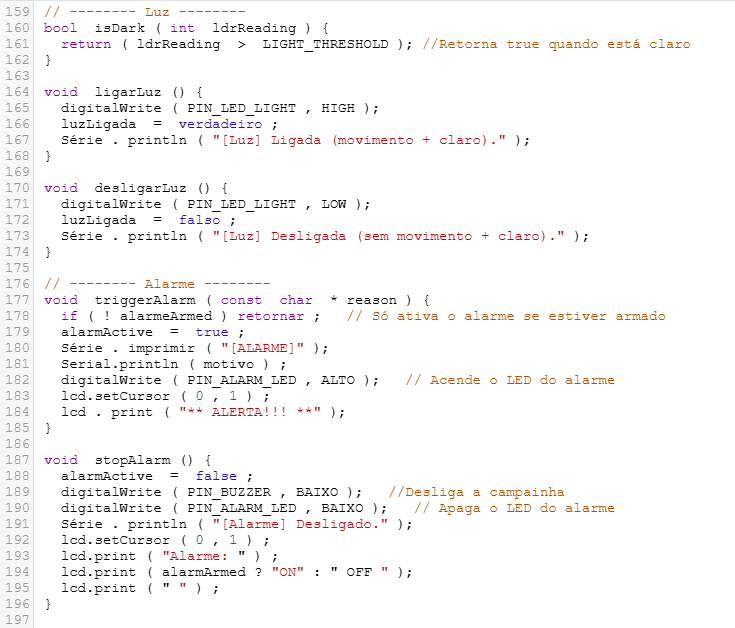 159 // -------- Luz --------
160 bool isDark ( int ldrReading ) {
161 return ( ldrReading > LIGHT_THRESHOLD ); //Retorna true quando está claro
162 }
163
164 void ligarLuz () {
165 digitalWrite ( PIN_LED_LIGHT , HIGH );
166 luzLigada = verdadeiro ;
167 Série . println ( "[Luz] Ligada (movimento + claro)." );
168 }
169
170 void desligarLuz () {
171 digitalWrite ( PIN_LED_LIGHT , LOW );
172 luzLigada = falso ;
173 Série . println ( "[Luz] Desligada (sem movimento + claro)." );
174 }
175
176 // -------- Alarme --------
177 void triggerAlarm ( const char * reason ) {
178 if ( ! alarmeArmed ) retornar ; // Só ativa o alarme se estiver armado
179 alarmActive = true ;
180 Série . imprimir ( "[ALARME]" );
181 Serial.println ( motivo ) ;
182 digitalWrite ( PIN_ALARM_LED , ALTO ); // Acende o LED do alarme
183 lcd.setCursor ( 0 , 1 ) ;
184 lcd . print ( "** ALERTA!!! **" );
185 }
186
187 void stopAlarm () {
188 alarmActive = false ;
189 digitalWrite ( PIN_BUZZER , BAIXO ); //Desliga a campainha
190 digitalWrite ( PIN_ALARM_LED , BAIXO ); // Apaga o LED do alarme
191 Série . println ( "[Alarme] Desligado." );
192 lcd.setCursor ( 0 , 1 ) ;
193 lcd.print ( "Alarme: " ) ;
194 lcd.print ( alarmArmed ? "ON" : " OFF " );
195 lcd.print ( " " ) ;
196 }
197